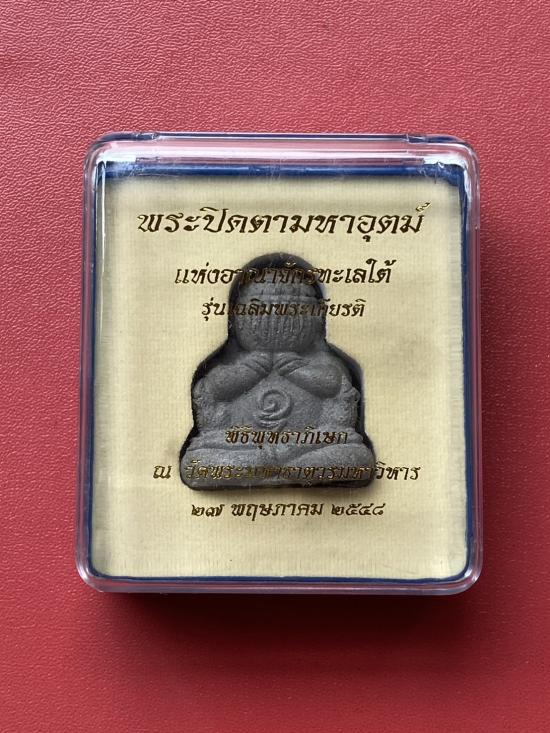 พระปิดตามหาอุตม์
แห่งอาณาจักรทะเลใต้
รุ่นเฉลิมพระเกียรติ
พิธีพุทธาภิเษก
ณ วัดพระมหาธาตุวรมหาวิหาร
๒๗ พฤษภาคม ๒๕๔๘